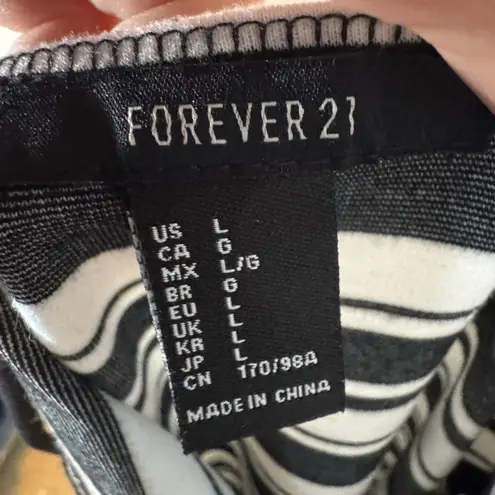 FOREVER 21
US L
CA G
MX L/G
BR G
EU L
UK L
KR L
JP L
CN 170/98A
MADE IN CHINA